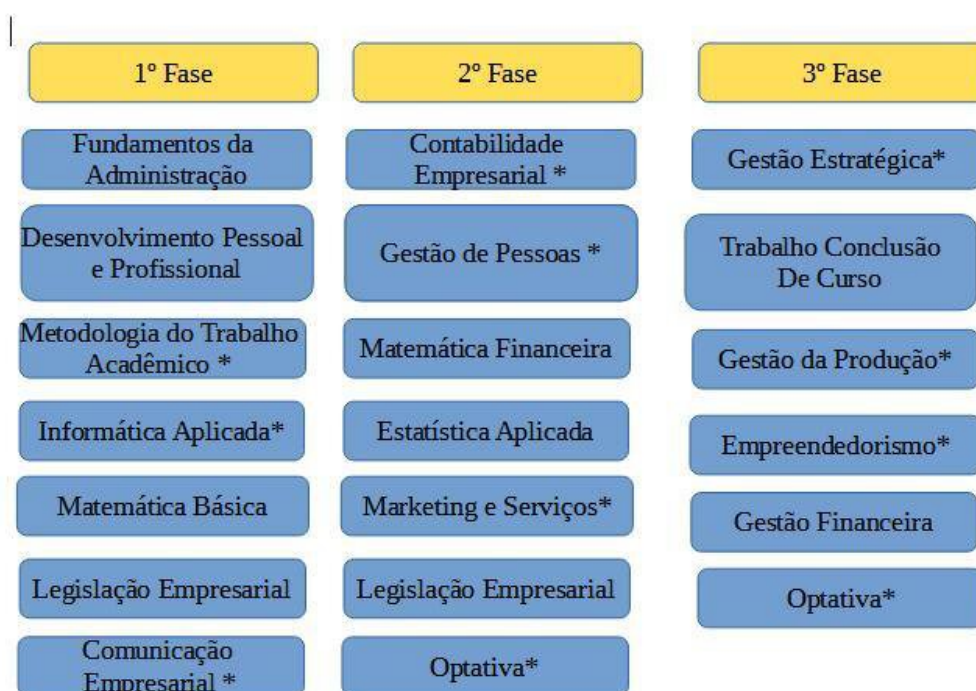 1º Fase
Fundamentos da
Administração
Desenvolvimento Pessoal
e Profissional
Metodologia do Trabalho
Acadêmico *
Informática Aplicada*
Matemática Básica
Legislação Empresarial
Comunicação
Empresarial *
2º Fase
Contabilidade
Empresarial *
Gestão de Pessoas *
Matemática Financeira
Estatística Aplicada
Marketing e Serviços*
Legislação Empresarial
Optativa*
3º Fase
Gestão Estratégica*
Trabalho Conclusão
De Curso
Gestão da Produção*
Empreendedorismo*
Gestão Financeira
Optativa*